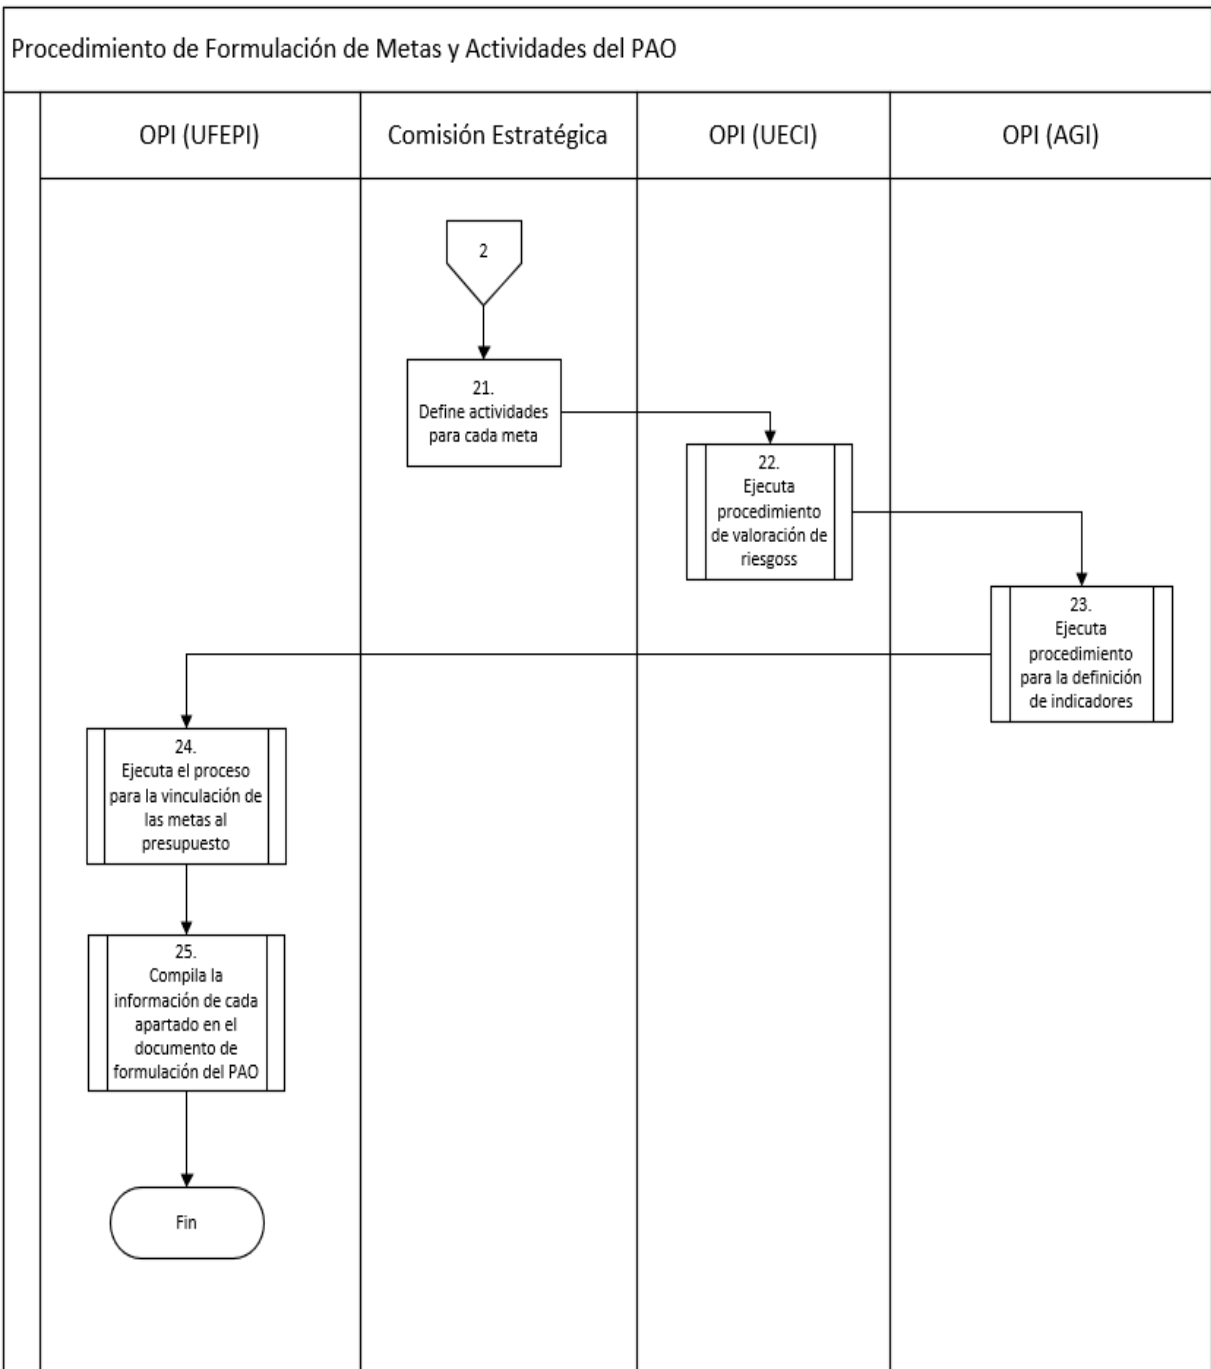 Procedimiento de Formulación de Metas y Actividades del PAO
OPI (UFEPI)
Comisión Estratégica
OPI (UECI)
OPI (AGI)
2
21.
Define actividades
para cada meta
22.
Ejecuta
procedimiento
de valoración de
riesgoss
23.
Ejecuta
procedimiento
para la definición
de indicadores
24.
Ejecuta el proceso
para la vinculación de
las metas al
presupuesto
25.
Compila la
información de cada
apartado en el
documento de
formulación del PAO
Fin